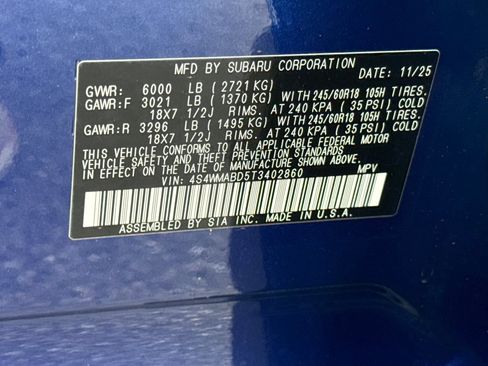 MFD BY SUBARU CORPORATION
DATE: 11/25
GVWR: 6000 LB (2721 KG)
GAWR:F 3021 LB (1370 KG) WITH 245/60R18 105H TIRES.
18X7 1/2J RIMS. AT 240 KPA (35 PSI) COLD
GAWR:R 3296 LB (1495 KG) WITH 245/60R18 105H TIRES.
18X7 1/2J RIMS. AT 240 KPA (35 PSI) COLD
THIS VEHICLE CONFORMS TO ALL APPLICABLE FEDERAL MOTOR
VEHICLE SAFETY AND THEFT PREVENTION STANDARDS
IN EFFECT ON THE DATE OF MANUFACTURE SHOWN ABOVE.
VIN: 4S4WMABD5T3402860 MPV
ASSEMBLED BY SIA INC. MADE IN U.S.A.